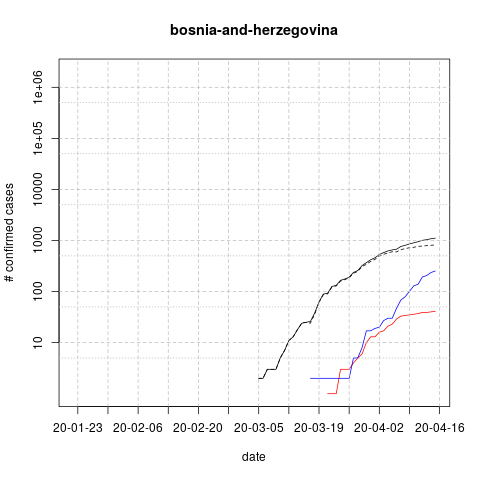 bosnia-and-herzegovina
# confirmed cases
1e+06
1e+05
10000
1000
100
10
20-01-23 20-02-06 20-02-20 20-03-05 20-03-19 20-04-02 20-04-16
date